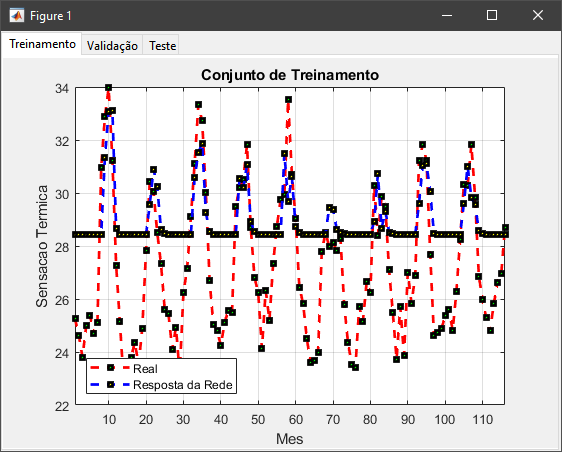 Figure 1
Treinamento Validação Teste
Conjunto de Treinamento
Sensacao Termica
34
32
30
28
26
24
22
Real
Resposta da Rede
10 20 30 40 50 60 70 80 90 100 110
Mes